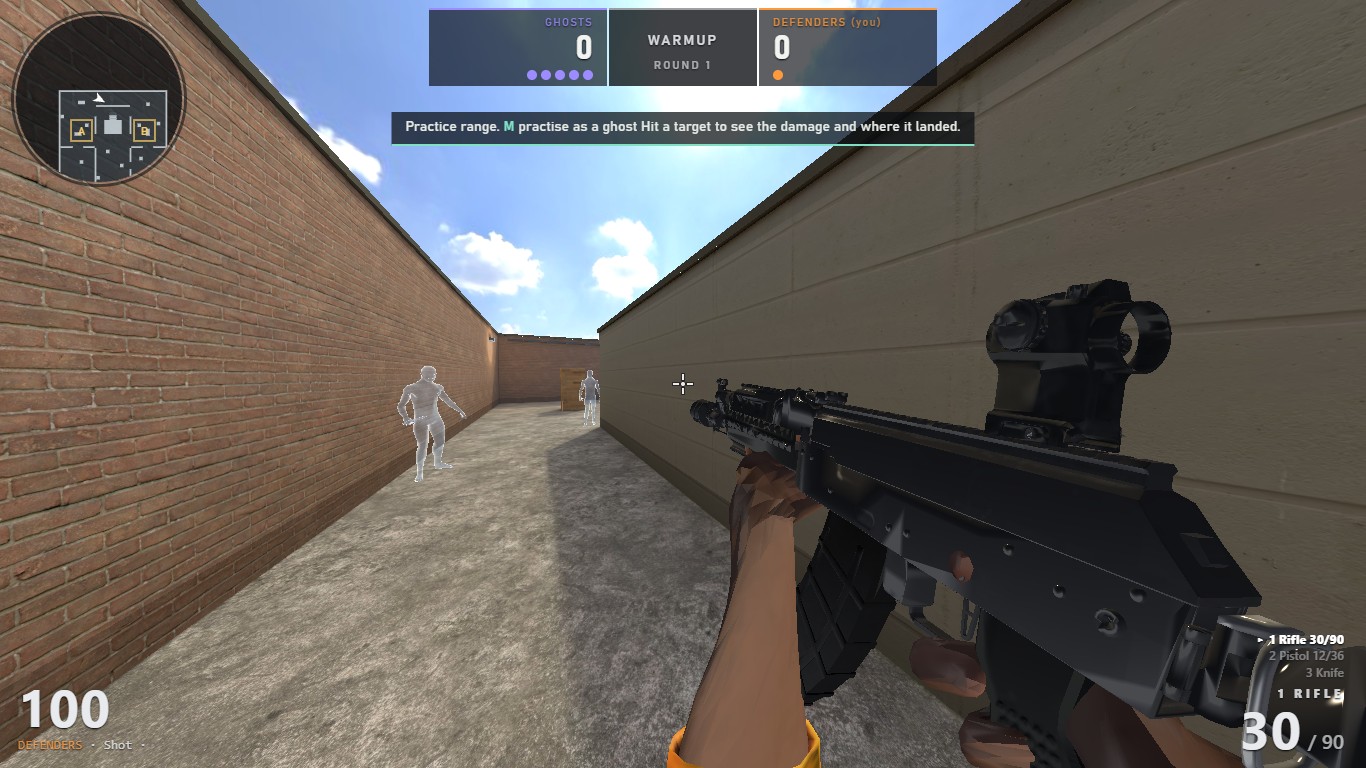 GHOSTS
0
WARMUP
ROUND 1
DEFENDERS (you)
0
Practice range. M practise as a ghost Hit a target to see the damage and where it landed.
A
B
1 Rifle 30/90
2 Pistol 12/36
3 Knife
1 RIFLE
30 / 90
100
DEFENDERS · Shot ·